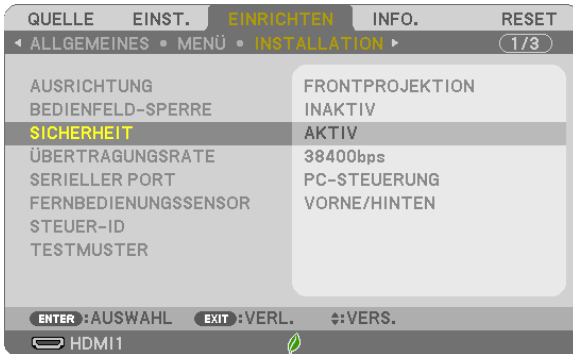 QUELLE EINST. EINRICHTEN INFO. RESET
ALLGEMEINES • MENÜ • INSTALLATION 1/3
AUSRICHTUNG FRONTPROJEKTION
BEDIENFELD-SPERRE INAKTIV
SICHERHEIT AKTIV
ÜBERTRAGUNGSRATE 38400bps
SERIELLER PORT PC-STEUERUNG
FERNBEDIENUNGSSENSOR VORNE/HINTEN
STEUER-ID
TESTMUSTER
ENTER :AUSWAHL EXIT :VERL. :VERS.
HDMI1